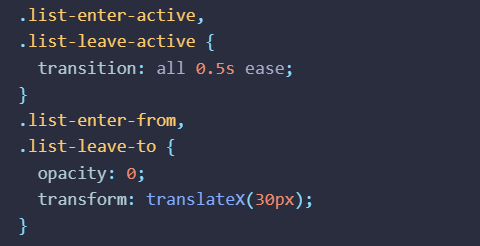 .list-enter-active,
.list-leave-active {
  transition: all 0.5s ease;
}
.list-enter-from,
.list-leave-to {
  opacity: 0;
  transform: translateX(30px);
}